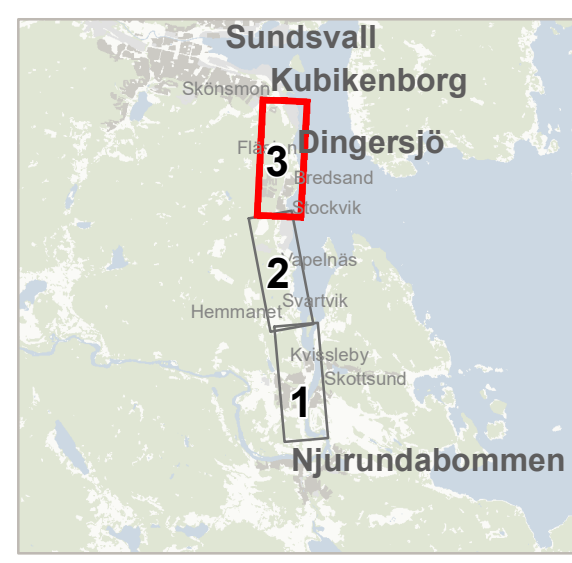 Sundsvall
Skönsmon
Kubikenborg
Dingersjö
3
Bredsand
Stockvik
Vapelnäs
2
Svartvik
Hemmanet
Kvissleby
Skottsund
1
Njurundabommen